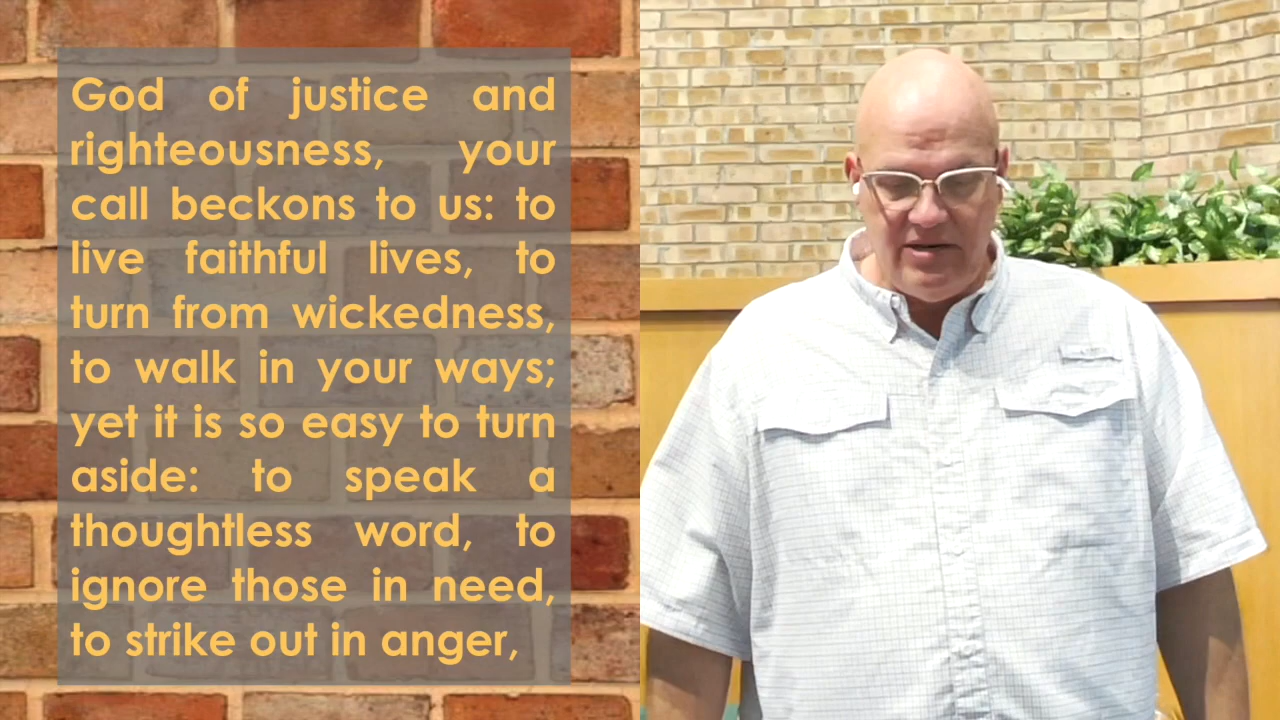 God of justice and
righteousness, your
call beckons to us: to
live faithful lives, to
turn from wickedness,
to walk in your ways;
yet it is so easy to turn
aside: to speak a
thoughtless word, to
ignore those in need,
to strike out in anger,